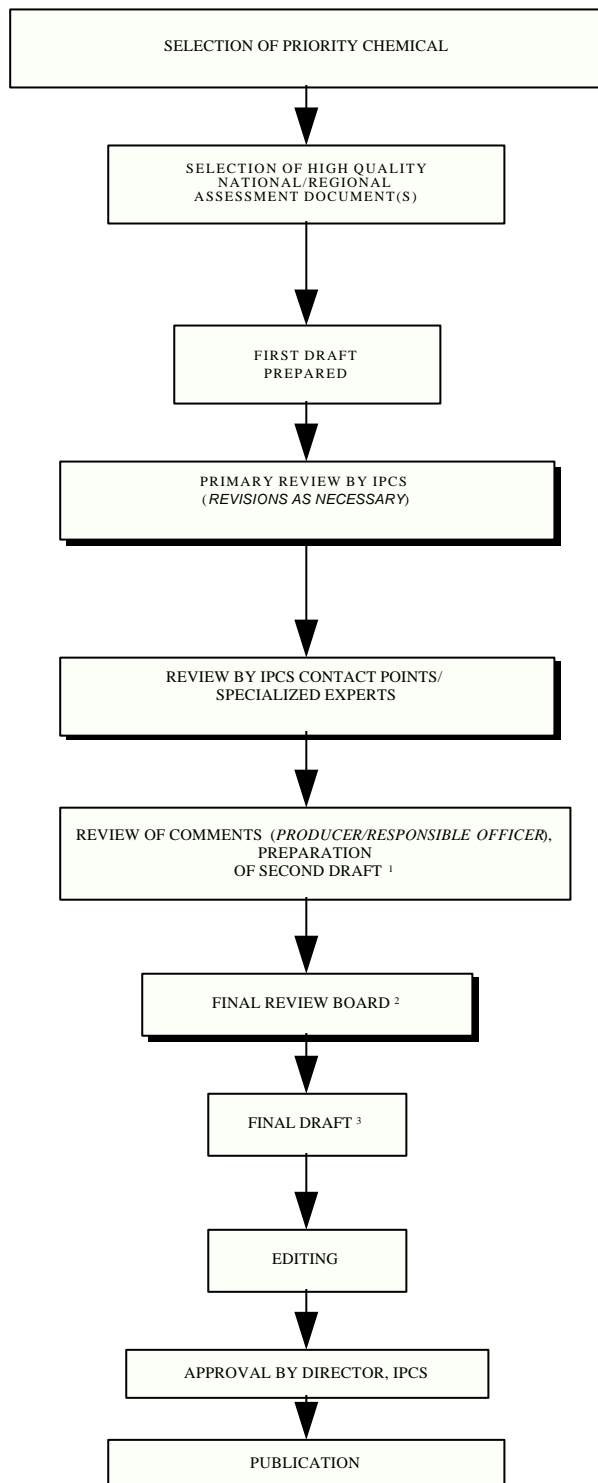 SELECTION OF PRIORITY CHEMICAL
SELECTION OF HIGH QUALITY
NATIONAL/REGIONAL
ASSESSMENT DOCUMENT(S)
FIRST DRAFT
PREPARED
PRIMARY REVIEW BY IPCS
(REVISIONS AS NECESSARY)
REVIEW BY IPCS CONTACT POINTS/
SPECIALIZED EXPERTS
REVIEW OF COMMENTS (PRODUCER/RESPONSIBLE OFFICER),
PREPARATION
OF SECOND DRAFT ¹
FINAL REVIEW BOARD ²
FINAL DRAFT ³
EDITING
APPROVAL BY DIRECTOR, IPCS
PUBLICATION